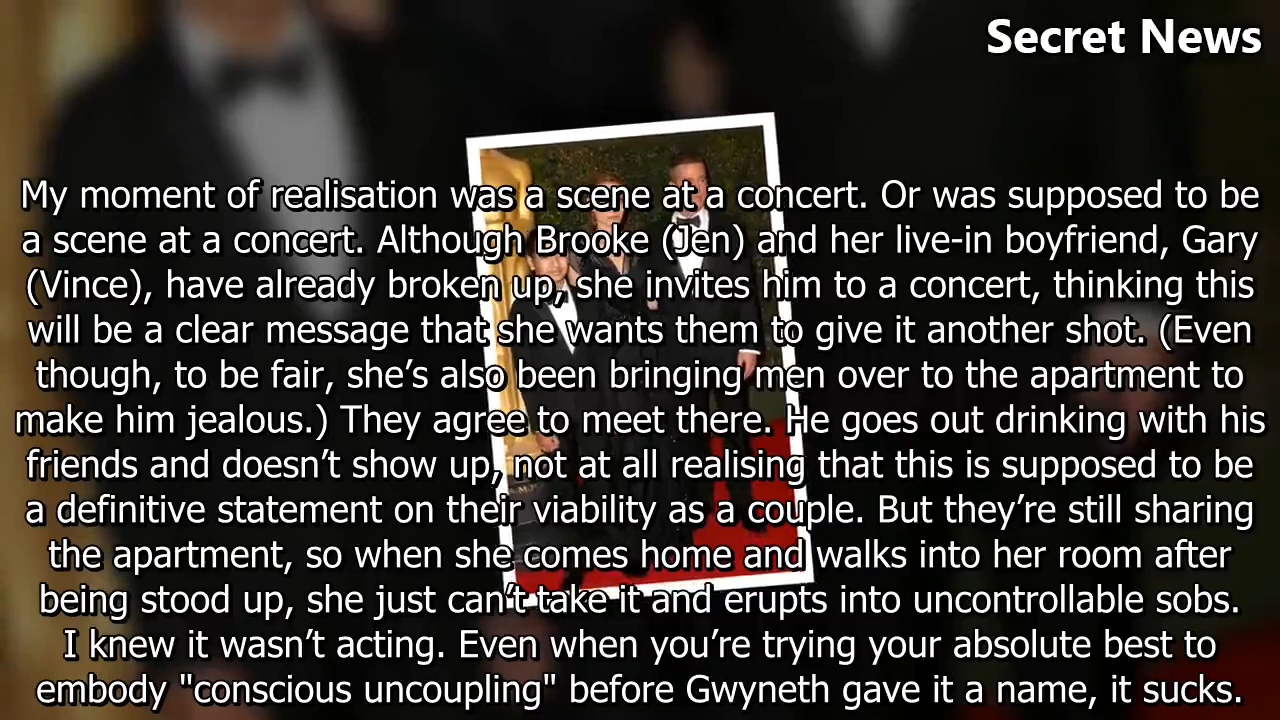 Secret News
My moment of realisation was a scene at a concert. Or was supposed to be
a scene at a concert. Although Brooke (Jen) and her live-in boyfriend, Gary
(Vince), have already broken up, she invites him to a concert, thinking this
will be a clear message that she wants them to give it another shot. (Even
though, to be fair, she’s also been bringing men over to the apartment to
make him jealous.) They agree to meet there. He goes out drinking with his
friends and doesn’t show up, not at all realising that this is supposed to be
a definitive statement on their viability as a couple. But they’re still sharing
the apartment, so when she comes home and walks into her room after
being stood up, she just can’t take it and erupts into uncontrollable sobs.
I knew it wasn’t acting. Even when you’re trying your absolute best to
embody "conscious uncoupling" before Gwyneth gave it a name, it sucks.